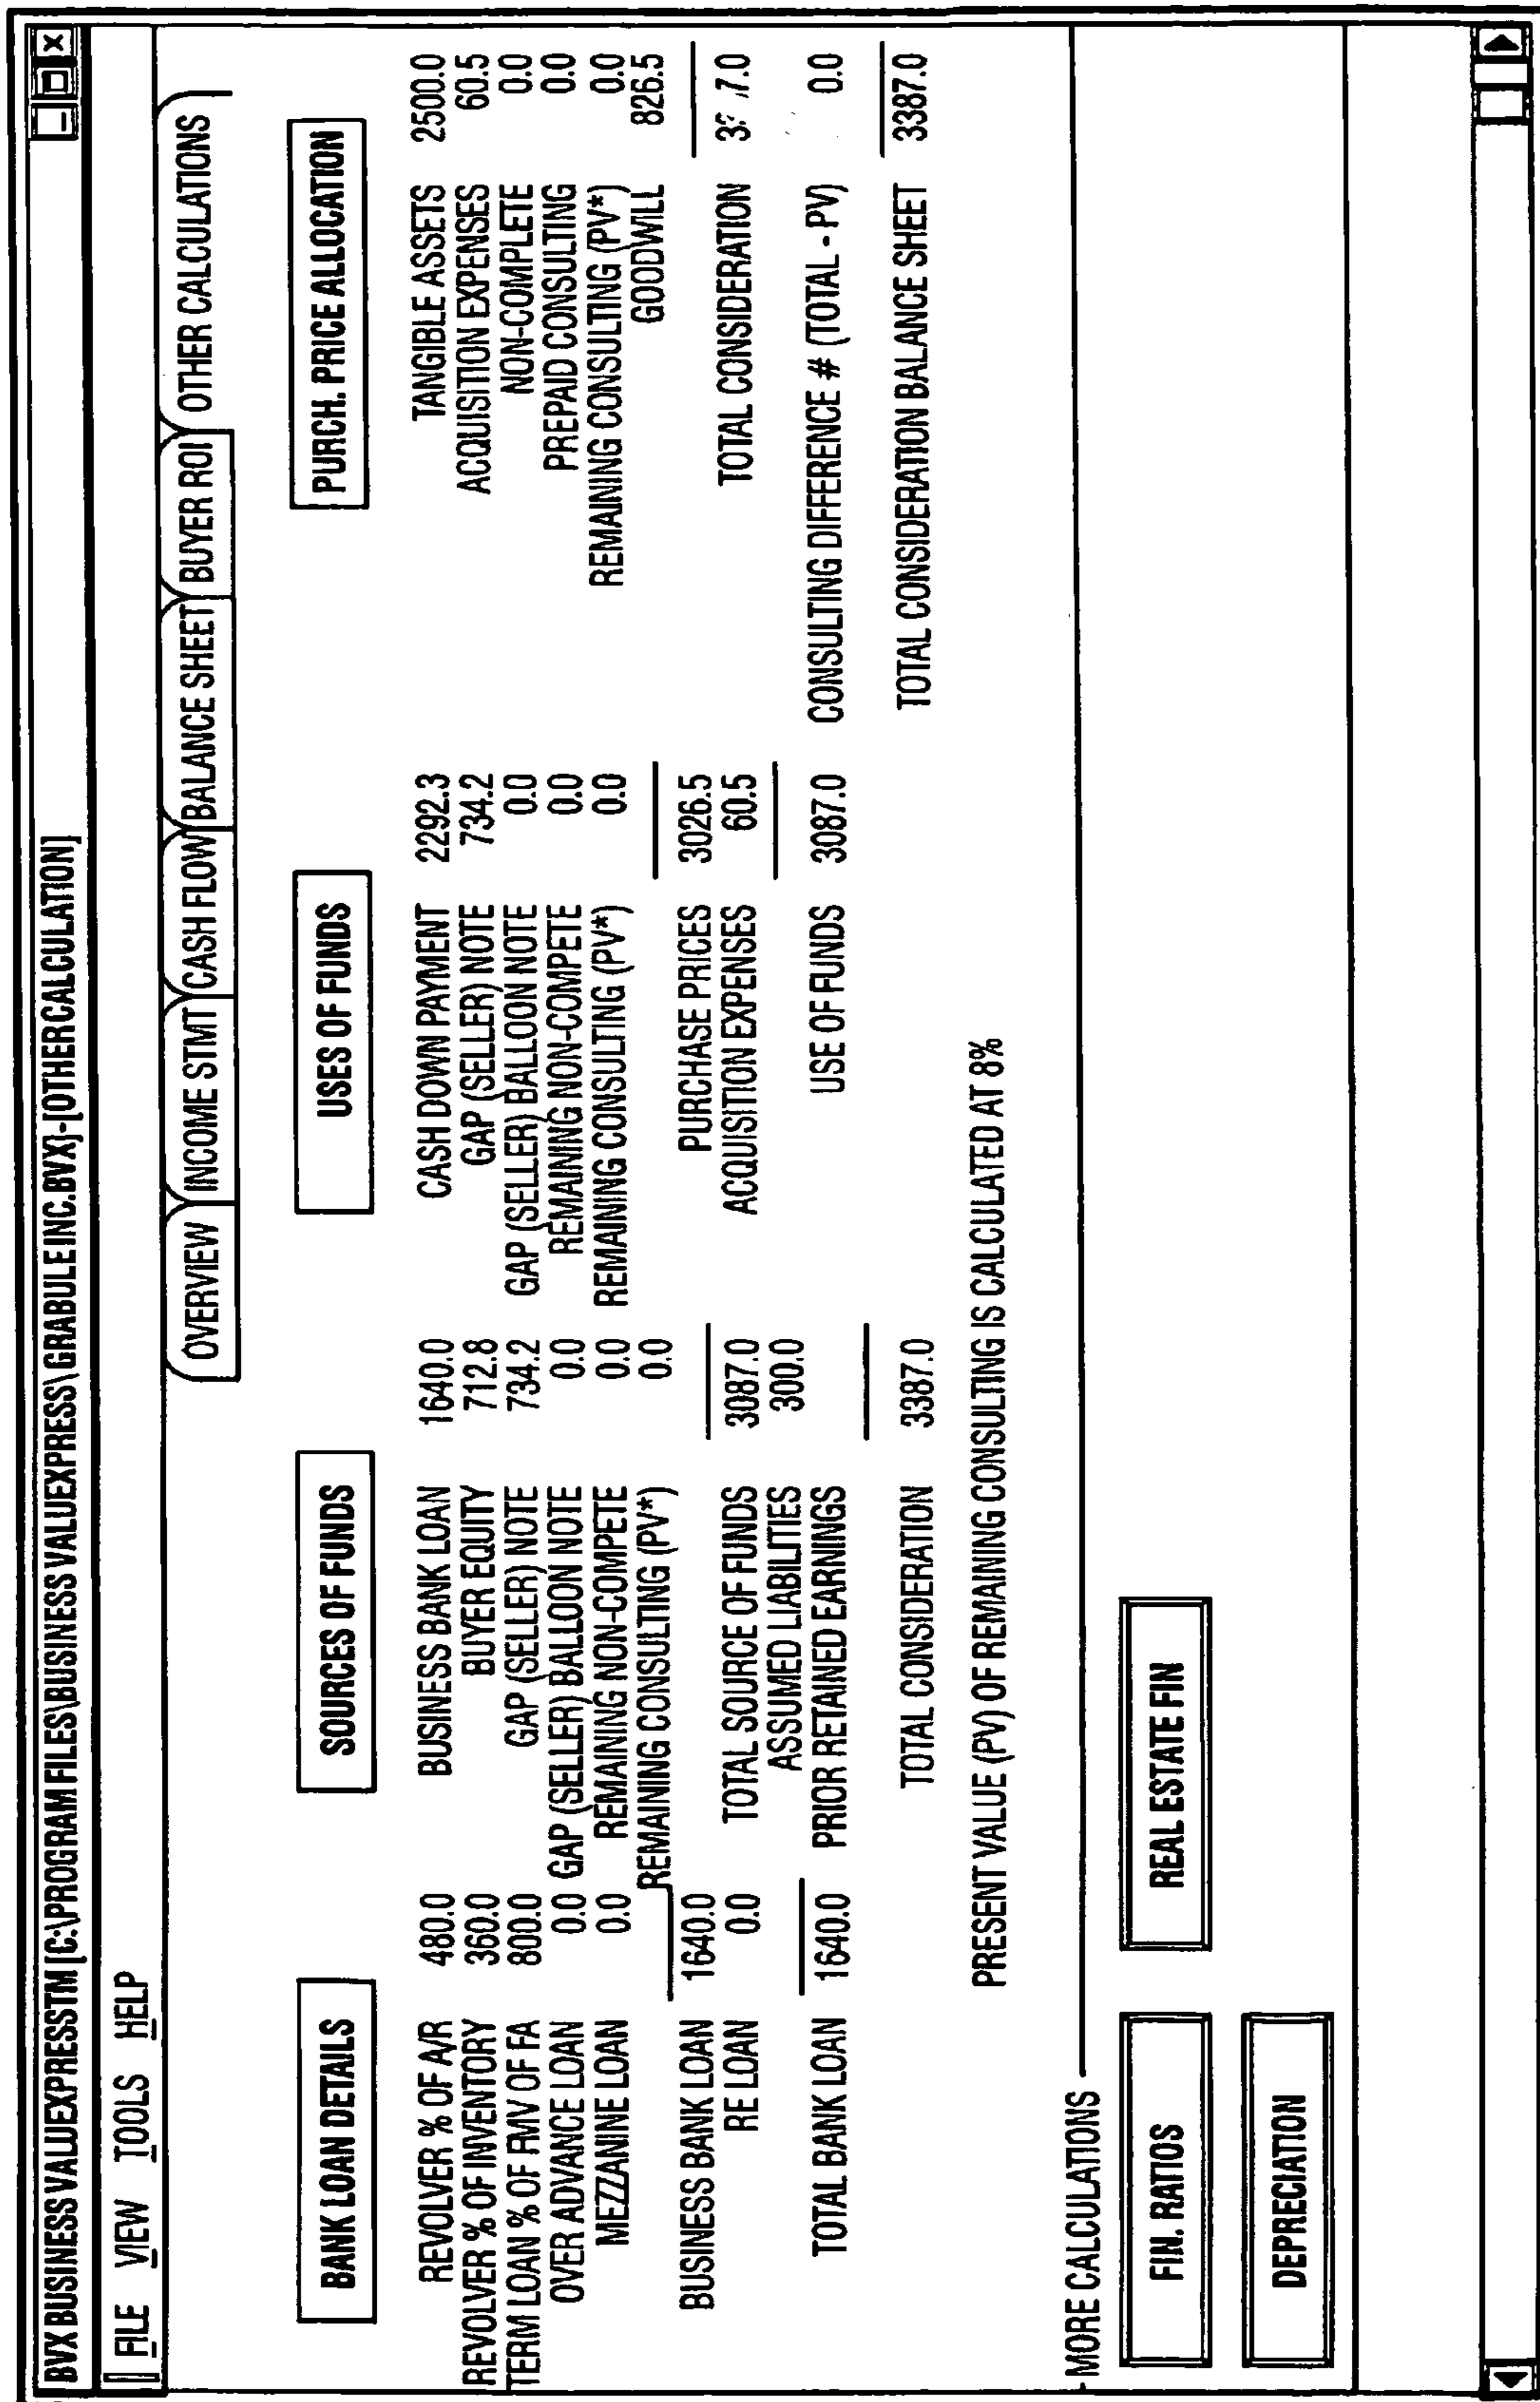 BVX BUSINESS VALUEXPRESSTM [C:\PROGRAM FILES\BUSINESS VALUEXPRESS\GRABULE INC.BVX]-[OTHERCALCULATION]
FILE VIEW TOOLS HELP
OVERVIEW INCOME STMT CASH FLOW BALANCE SHEET BUYER ROI OTHER CALCULATIONS
BANK LOAN DETAILS
REVOLVER % OF A/R 480.0
REVOLVER % OF INVENTORY 360.0
TERM LOAN % OF FMV OF FA 800.0
OVER ADVANCE LOAN 0.0
MEZZANINE LOAN 0.0
BUSINESS BANK LOAN 1640.0
RE LOAN 0.0
TOTAL BANK LOAN 1640.0
SOURCES OF FUNDS
BUSINESS BANK LOAN 1640.0
BUYER EQUITY 712.8
GAP (SELLER) NOTE 734.2
GAP (SELLER) BALLOON NOTE 0.0
REMAINING NON-COMPETE 0.0
REMAINING CONSULTING (PV*) 0.0
TOTAL SOURCE OF FUNDS 3087.0
ASSUMED LIABILITIES 300.0
PRIOR RETAINED EARNINGS
TOTAL CONSIDERATION 3387.0
USES OF FUNDS
CASH DOWN PAYMENT 2292.3
GAP (SELLER) NOTE 734.2
GAP (SELLER) BALLOON NOTE 0.0
REMAINING NON-COMPETE 0.0
REMAINING CONSULTING (PV*) 0.0
PURCHASE PRICES 3026.5
ACQUISITION EXPENSES 60.5
USE OF FUNDS 3087.0
PURCH. PRICE ALLOCATION
TANGIBLE ASSETS 2500.0
ACQUISITION EXPENSES 60.5
NON-COMPLETE 0.0
PREPAID CONSULTING 0.0
REMAINING CONSULTING (PV*) 0.0
GOODWILL 826.5
TOTAL CONSIDERATION
CONSULTING DIFFERENCE # (TOTAL - PV) 0.0
TOTAL CONSIDERATION BALANCE SHEET 3387.0
PRESENT VALUE (PV) OF REMAINING CONSULTING IS CALCULATED AT 8%
MORE CALCULATIONS
FIN. RATIOS REAL ESTATE FIN
DEPRECIATION